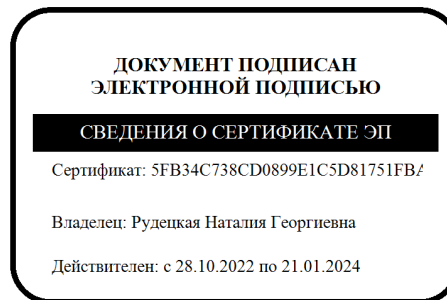 ДОКУМЕНТ ПОДПИСАН
ЭЛЕКТРОННОЙ ПОДПИСЬЮ
СВЕДЕНИЯ О СЕРТИФИКАТЕ ЭП
Сертификат: 5FB34C738CD0899E1C5D81751FBA
Владелец: Рудецкая Наталия Георгиевна
Действителен: с 28.10.2022 по 21.01.2024